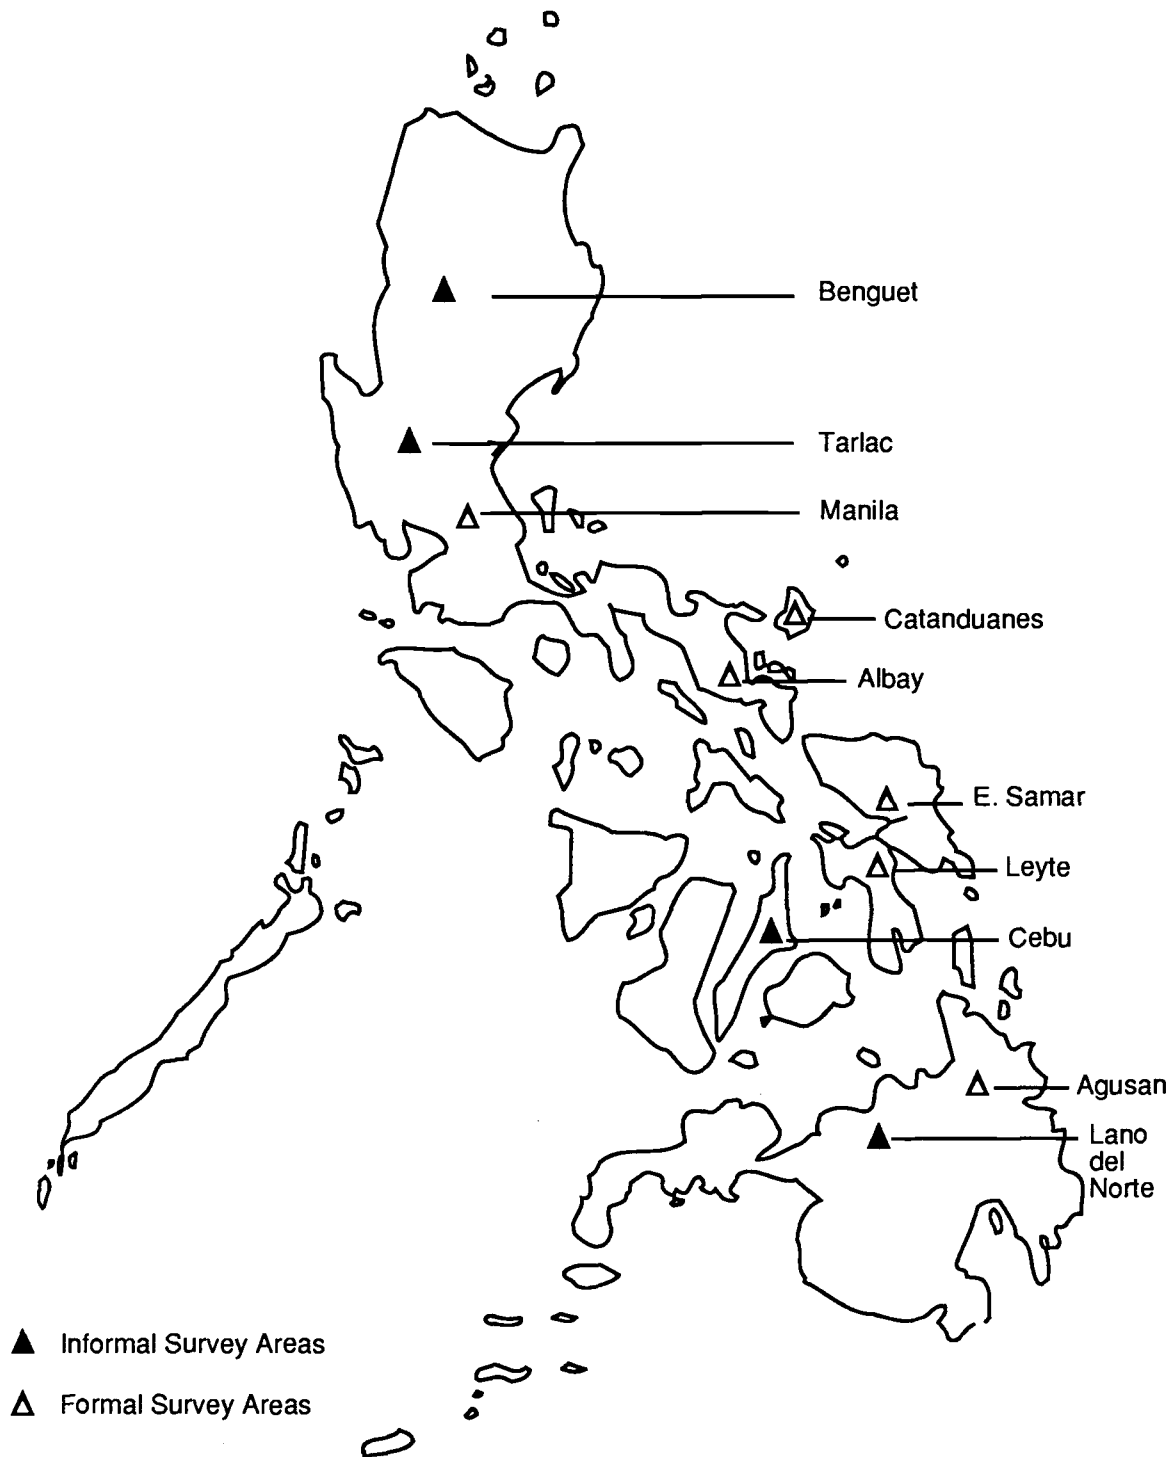 Benguet
Tarlac
Manila
Catanduanes
Albay
E. Samar
Leyte
Cebu
Agusan
Lano
del
Norte
Informal Survey Areas
Formal Survey Areas